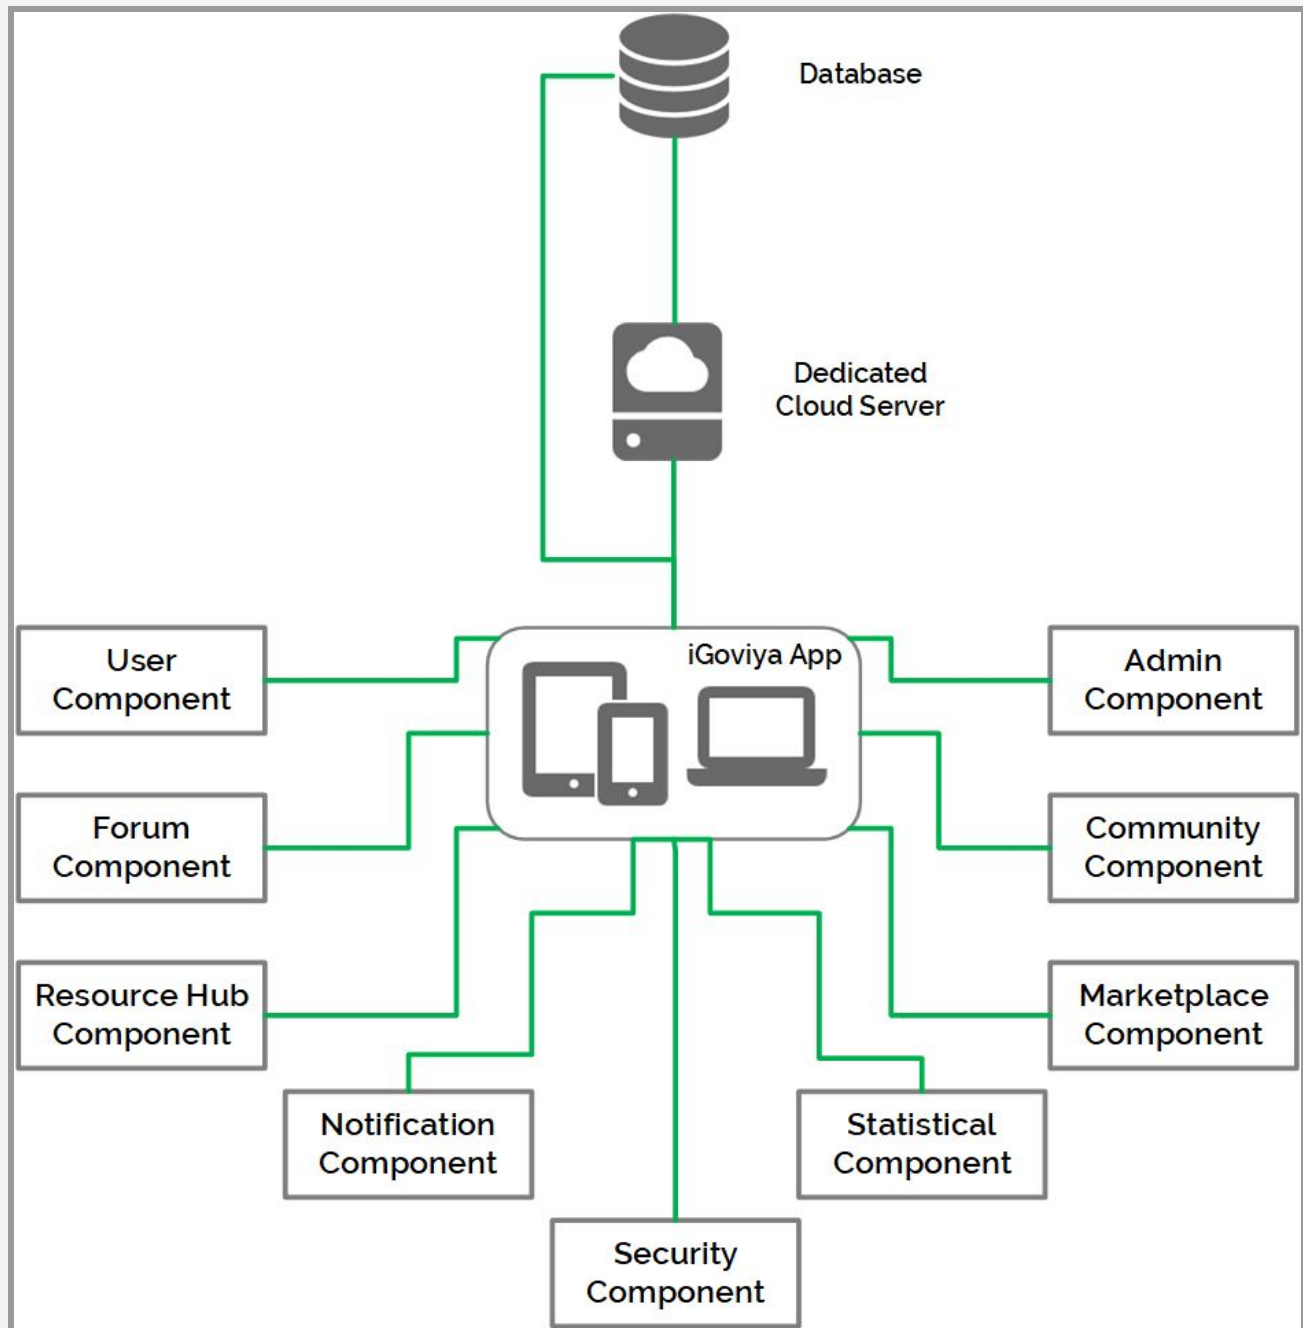 Database
Dedicated
Cloud Server
iGoviya App
User
Component
Admin
Component
Forum
Component
Community
Component
Resource Hub
Component
Marketplace
Component
Notification
Component
Statistical
Component
Security
Component